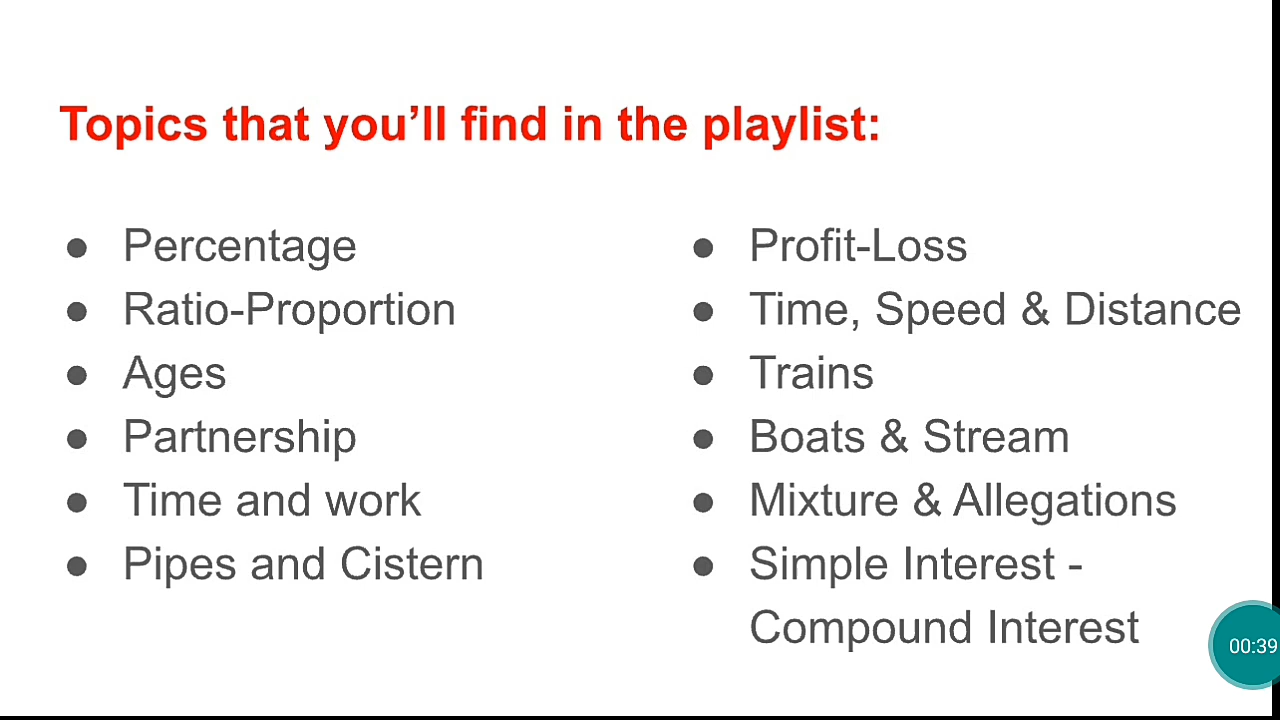 Topics that you’ll find in the playlist:
● Percentage
● Ratio-Proportion
● Ages
● Partnership
● Time and work
● Pipes and Cistern
● Profit-Loss
● Time, Speed & Distance
● Trains
● Boats & Stream
● Mixture & Allegations
● Simple Interest -
Compound Interest
00:39